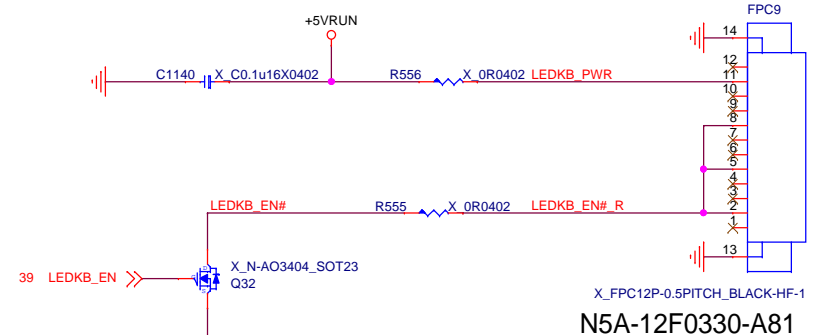 FPC9
+5VRUN
14
12
C1140 X_C0.1u16X0402 R556 X_0R0402 LEDKB_PWR 11
10
9
8
7
6
5
4
3
LEDKB_EN# R555 X_0R0402 LEDKB_EN#_R 2
1
13
X_N-AO3404_SOT23
39 LEDKB_EN Q32
X_FPC12P-0.5PITCH_BLACK-HF-1
N5A-12F0330-A81